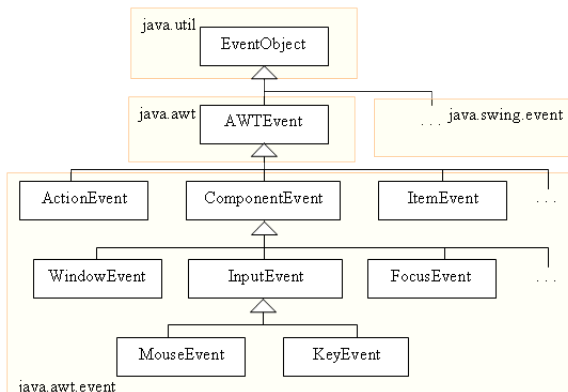 java.util
EventObject
java.awt
AWTEvent
. . . java.swing.event
ActionEvent
ComponentEvent
ItemEvent
. . .
WindowEvent
InputEvent
FocusEvent
. . .
MouseEvent
KeyEvent
java.awt.event